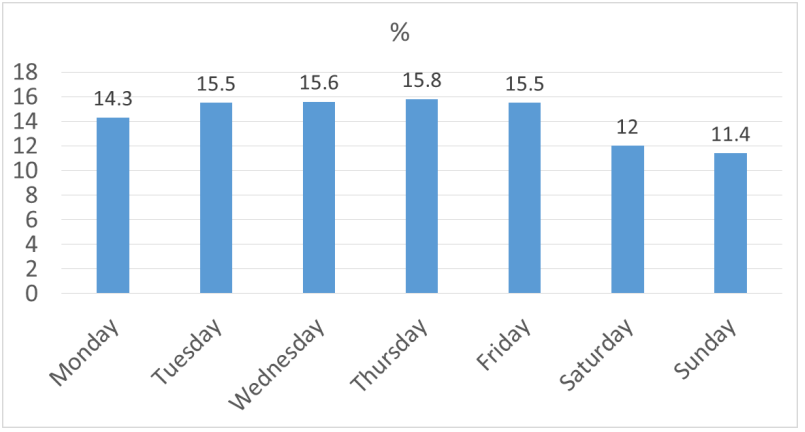 %
18
16
14
12
10
8
6
4
2
0
14.3
15.5
15.6
15.8
15.5
12
11.4
Monday
Tuesday
Wednesday
Thursday
Friday
Saturday
Sunday